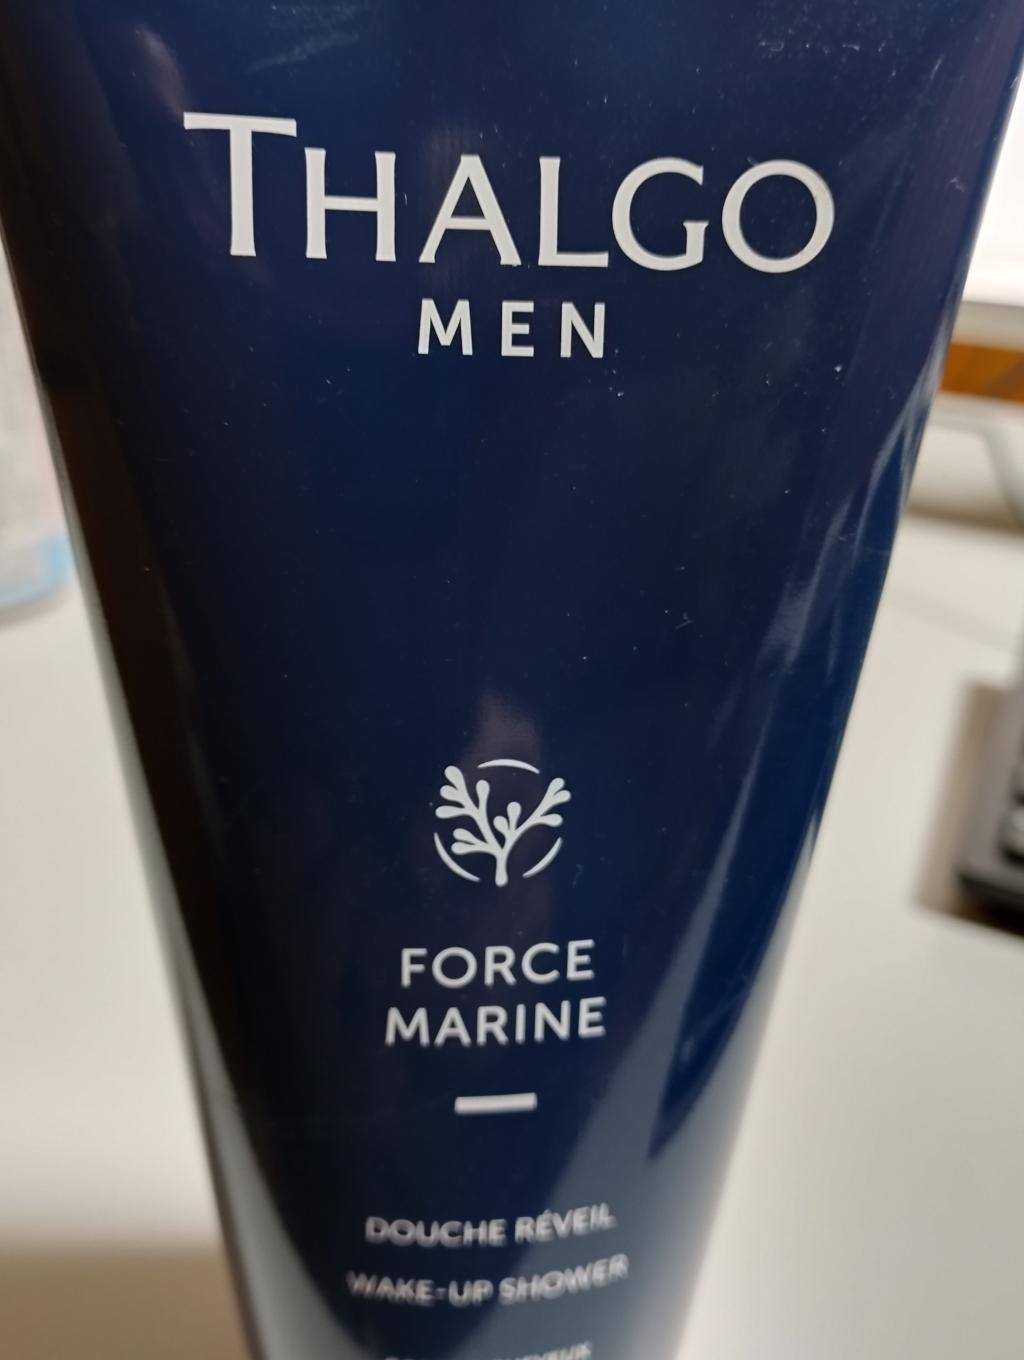 THALGO
MEN
FORCE
MARINE
DOUCHE RÉVEIL
WAKE-UP SHOWER